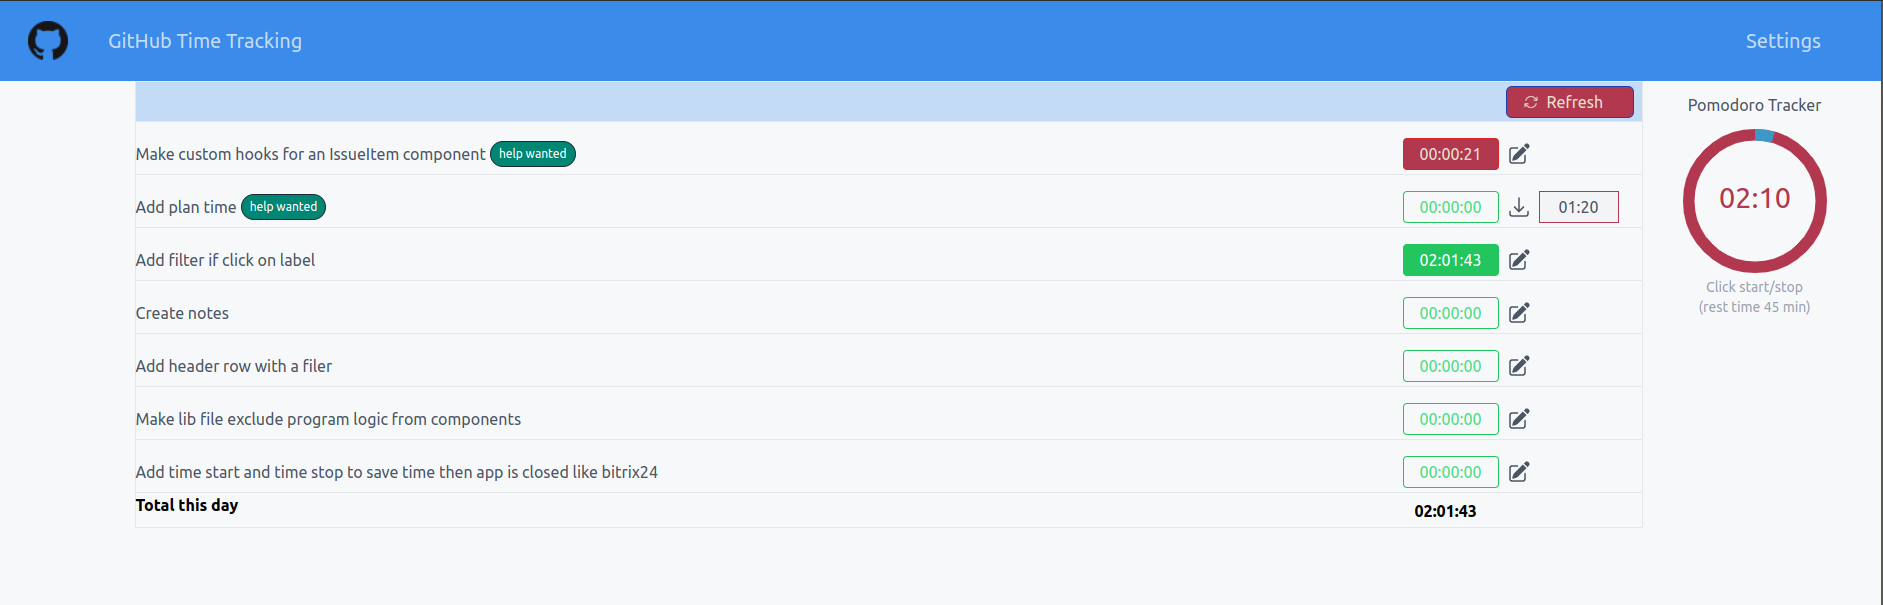 GitHub Time Tracking Settings
Refresh
Pomodoro Tracker
Make custom hooks for an IssueItem component help wanted 00:00:21
Add plan time help wanted 00:00:00 01:20
02:10
Add filter if click on label 02:01:43
Click start/stop
(rest time 45 min)
Create notes 00:00:00
Add header row with a filer 00:00:00
Make lib file exclude program logic from components 00:00:00
Add time start and time stop to save time then app is closed like bitrix24 00:00:00
Total this day 02:01:43